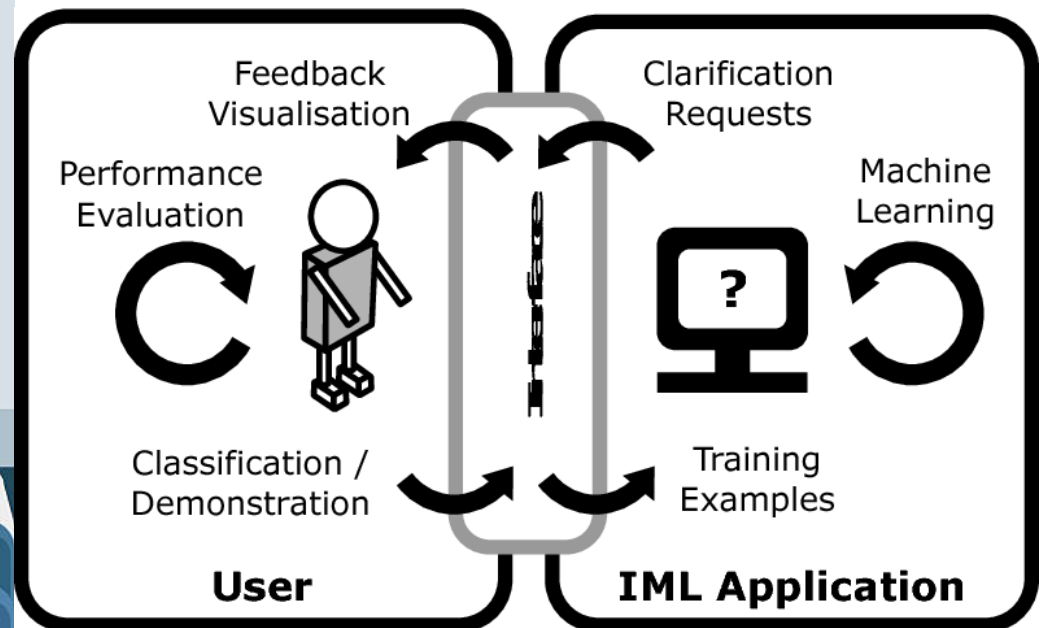 Feedback
Visualisation
Clarification
Requests
Performance
Evaluation
Machine
Learning
?
Classification /
Demonstration
Training
Examples
User
IML Application